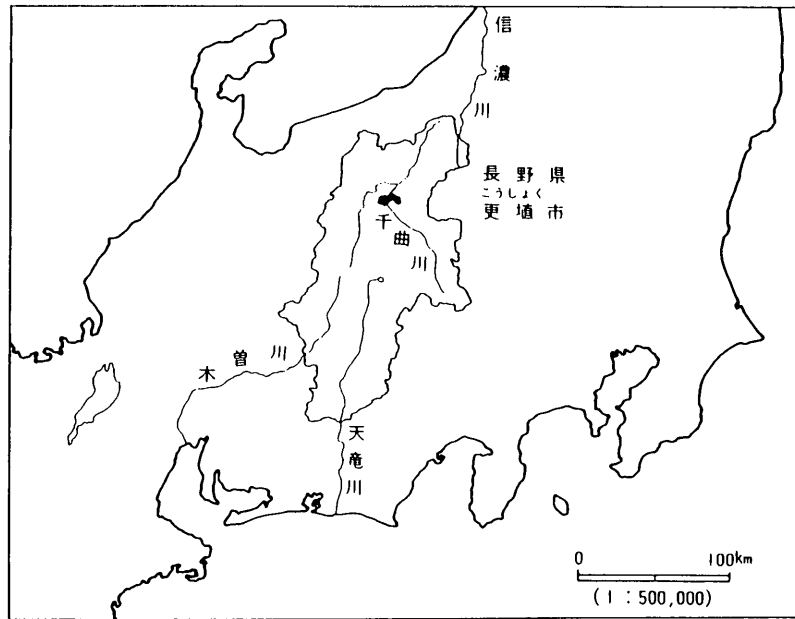 信濃川
長野県
こうしょく
更埴市
千曲川
木曽川
天竜川
0 100km
(1:500,000)